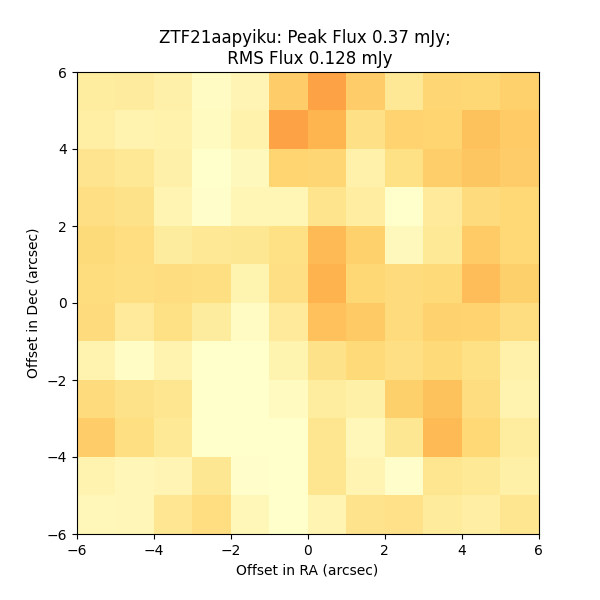 ZTF21aapyiku: Peak Flux 0.37 mJy;
RMS Flux 0.128 mJy
6
4
2
0
−2
−4
−6
Offset in Dec (arcsec)
−6 −4 −2 0 2 4 6
Offset in RA (arcsec)